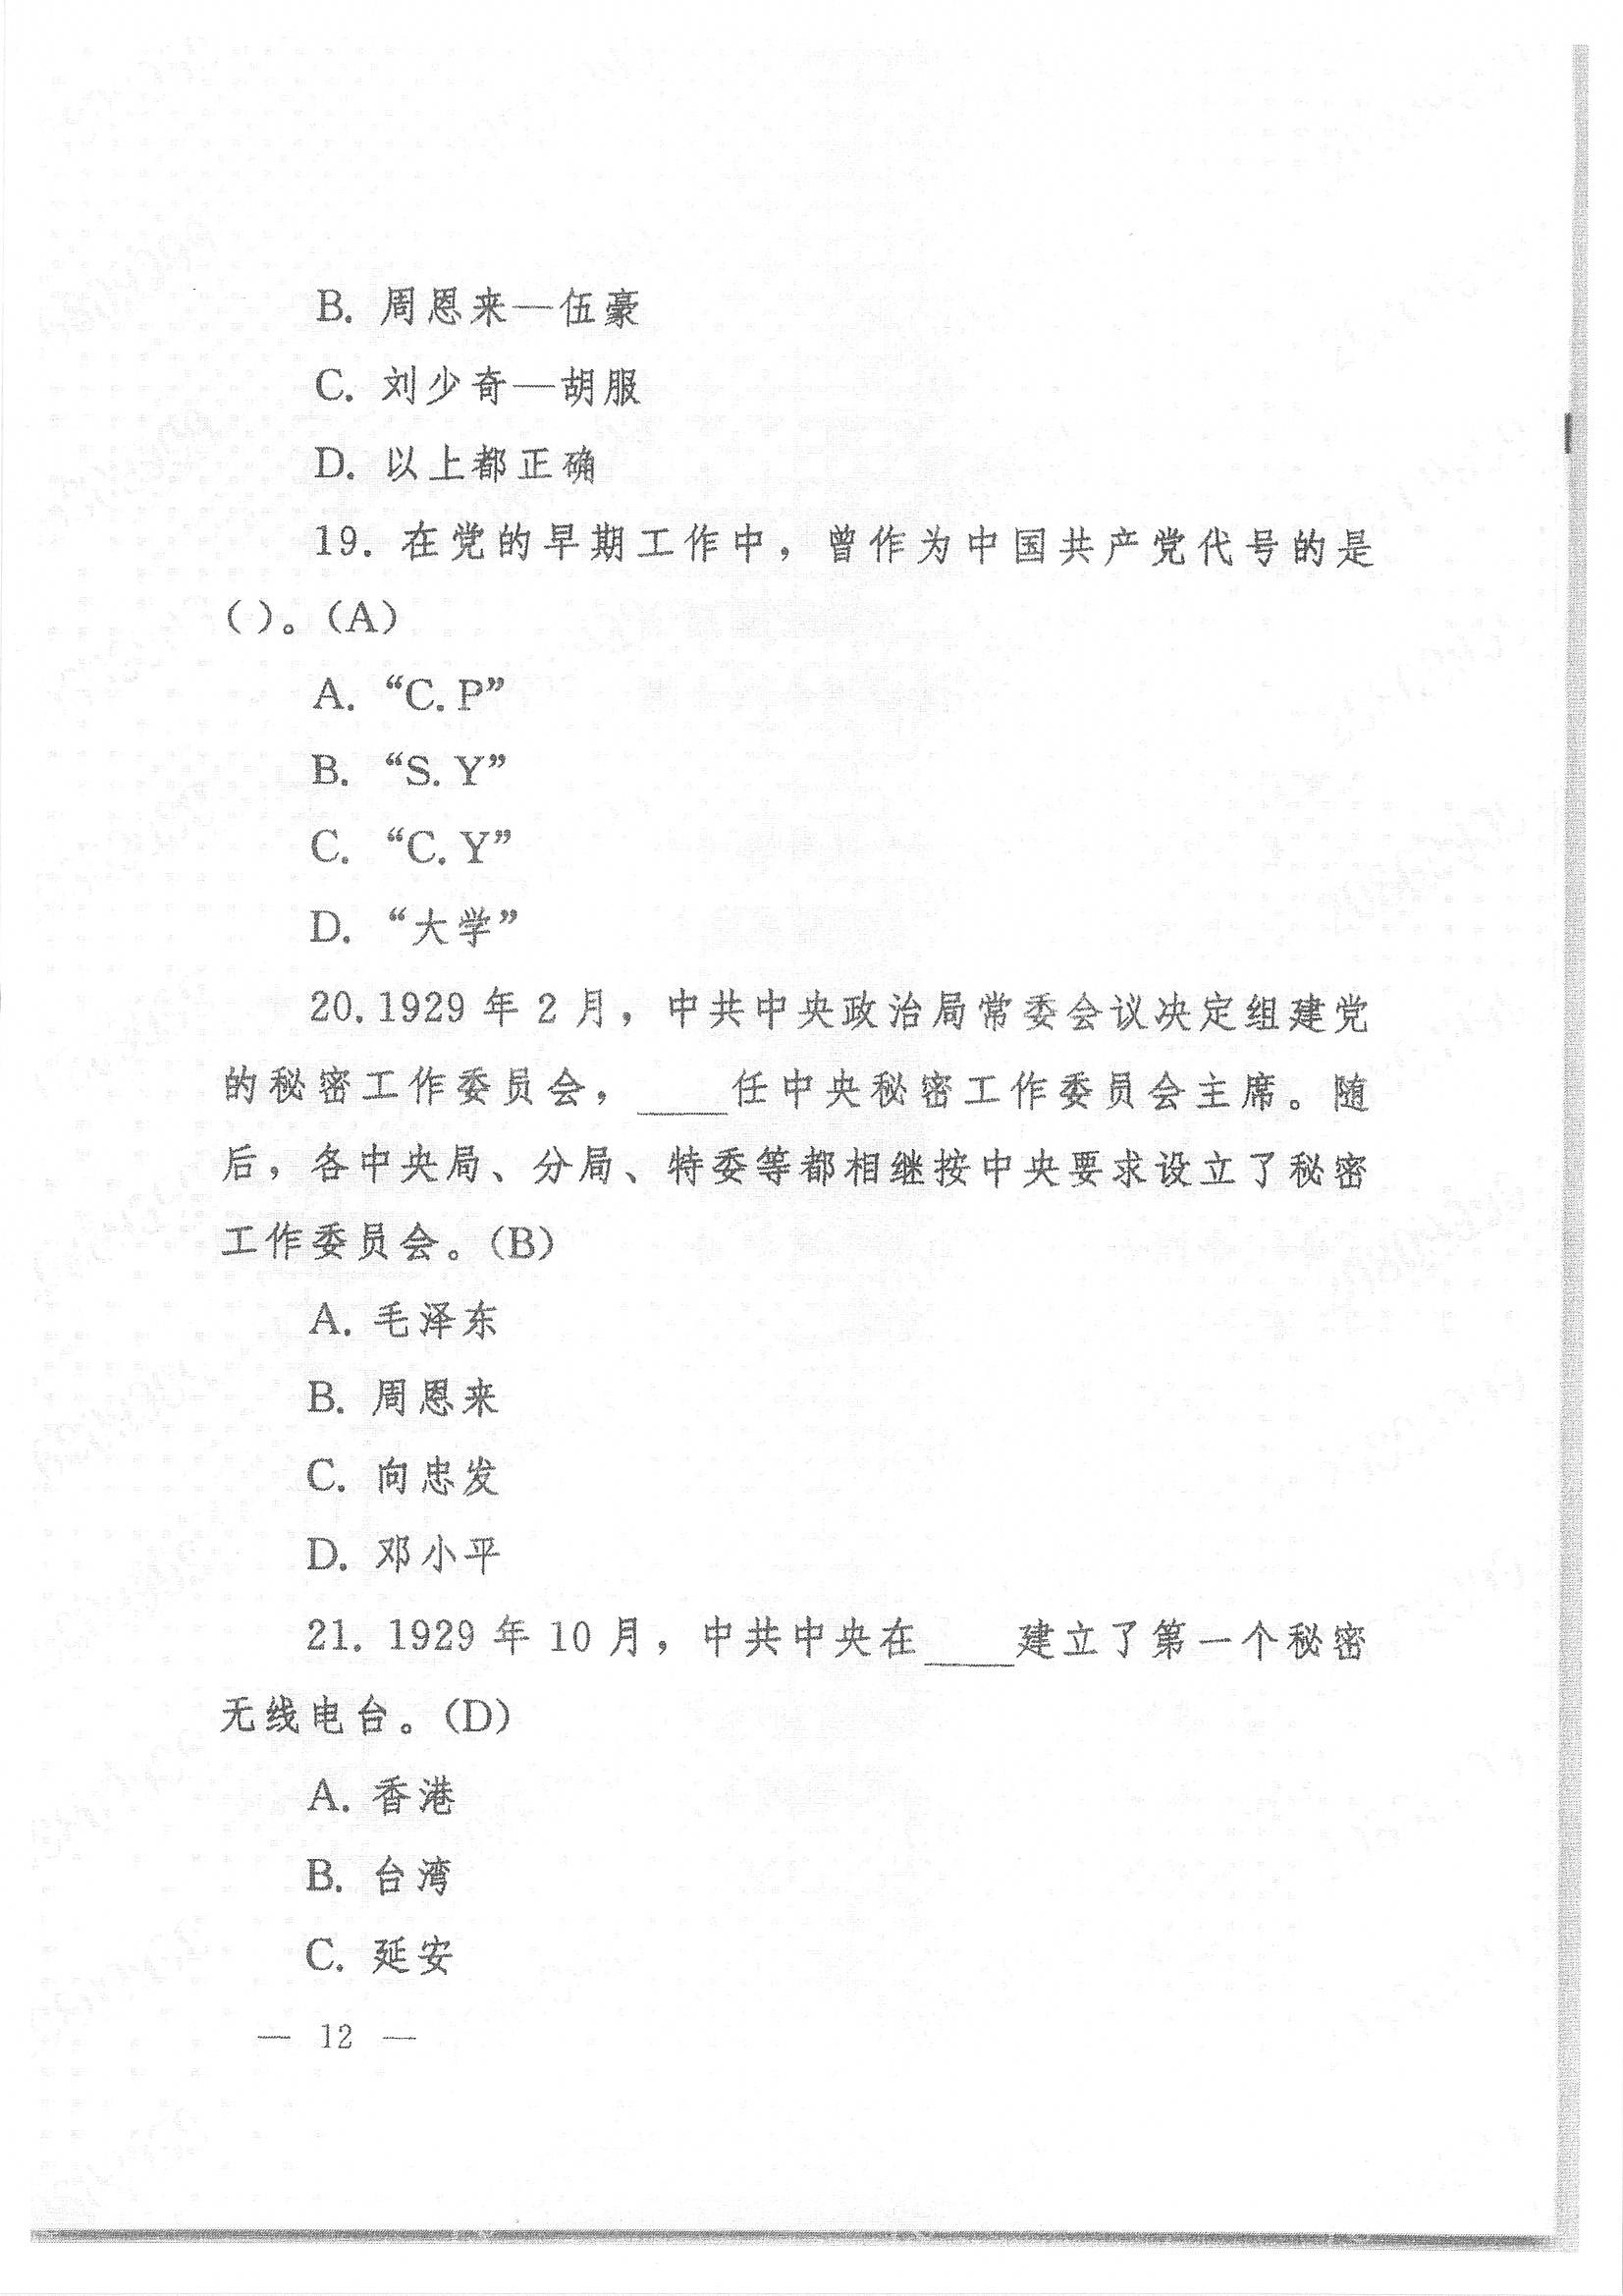 B. 周恩来—伍豪
C. 刘少奇—胡服
D. 以上都正确
19. 在党的早期工作中，曾作为中国共产党代号的是
（）。（A）
A. “C.P”
B. “S.Y”
C. “C.Y”
D. “大学”
20.1929 年 2 月，中共中央政治局常委会议决定组建党
的秘密工作委员会，____任中央秘密工作委员会主席。随
后，各中央局、分局、特委等都相继按中央要求设立了秘密
工作委员会。（B）
A. 毛泽东
B. 周恩来
C. 向忠发
D. 邓小平
21. 1929 年 10 月，中共中央在____建立了第一个秘密
无线电台。（D）
A. 香港
B. 台湾
C. 延安
— 12 —